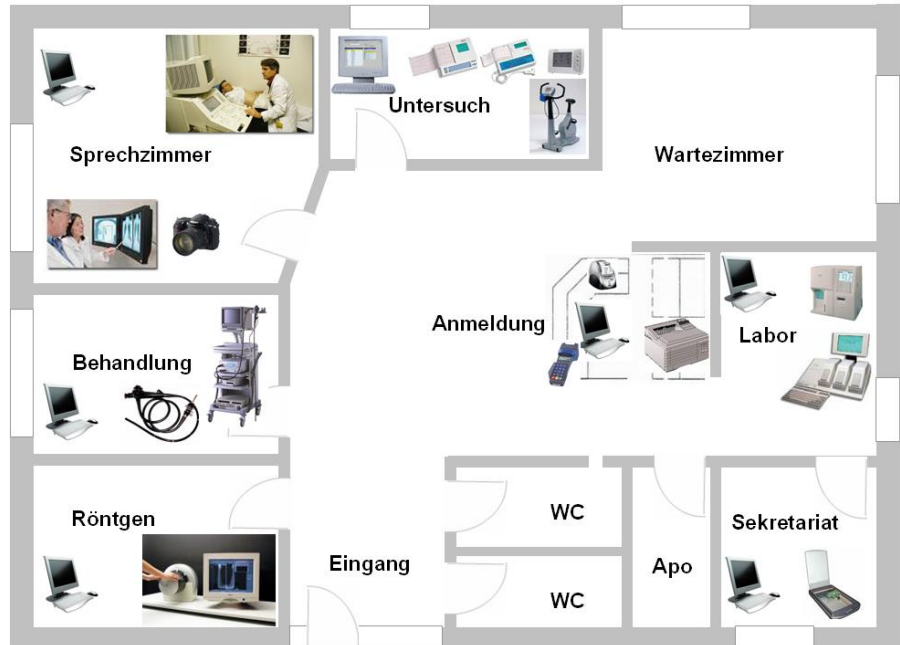 Untersuch
Sprechzimmer
Wartezimmer
Anmeldung
Labor
Behandlung
Röntgen
WC
Sekretariat
Eingang
Apo
WC